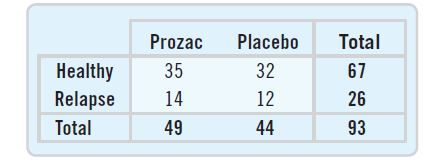 Prozac Placebo Total
Healthy 35 32 67
Relapse 14 12 26
Total 49 44 93